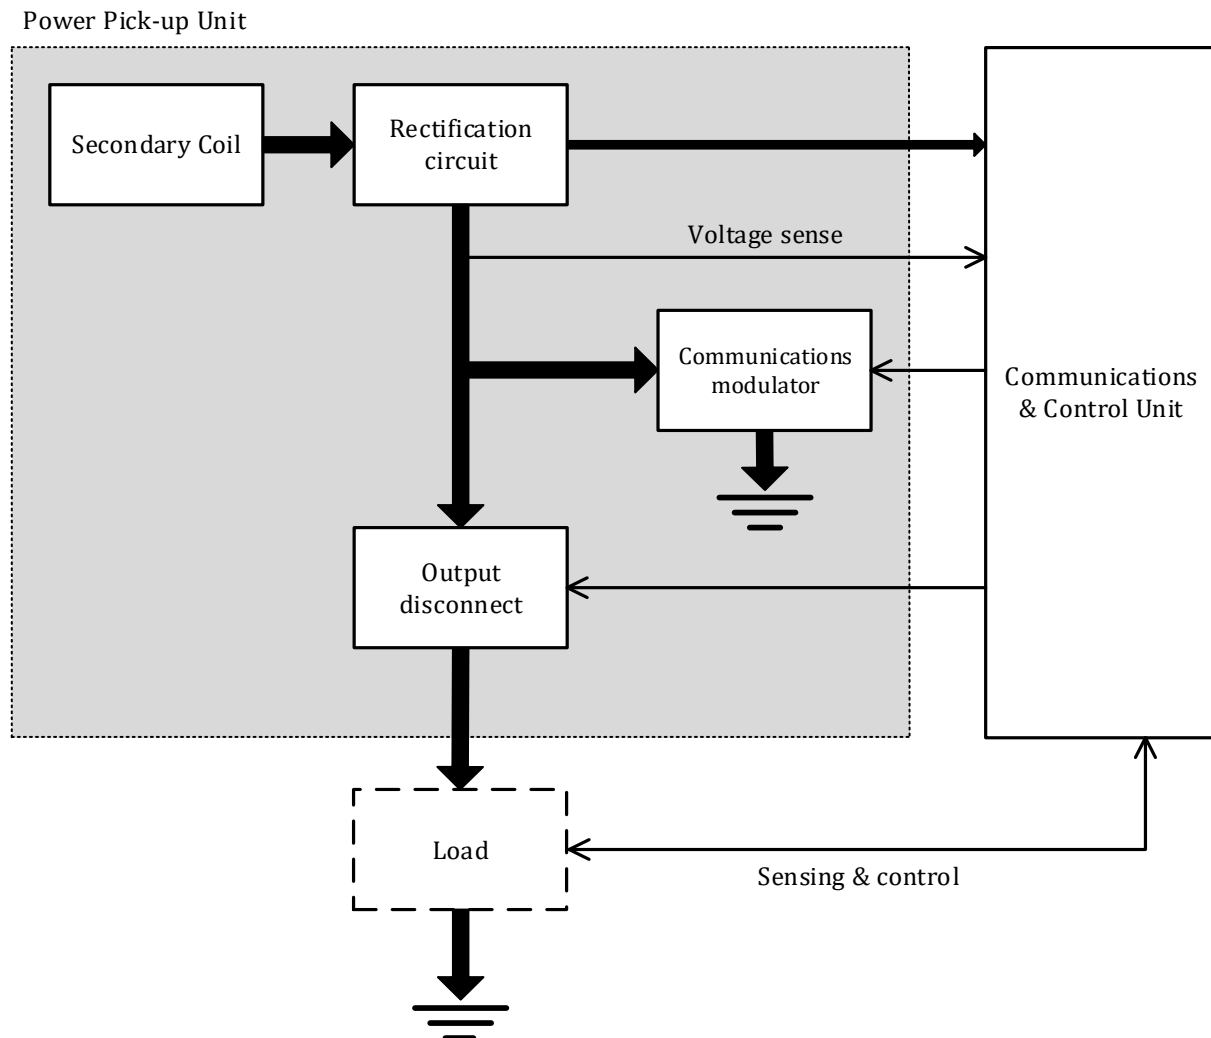 Power Pick-up Unit
Secondary Coil
Rectification
circuit
Voltage sense
Communications
modulator
Communications
& Control Unit
Output
disconnect
Load
Sensing & control